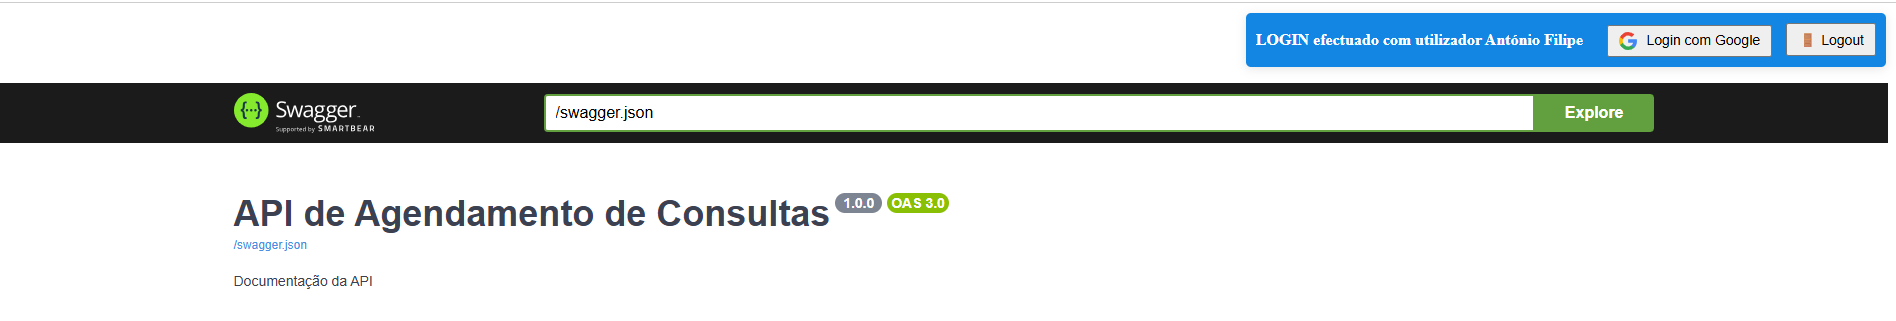 LOGIN efectuado com utilizador António Filipe
Login com Google
Logout
Swagger
Supported by SMARTBEAR
/swagger.json
Explore
API de Agendamento de Consultas 1.0.0 OAS 3.0
/swagger.json
Documentação da API